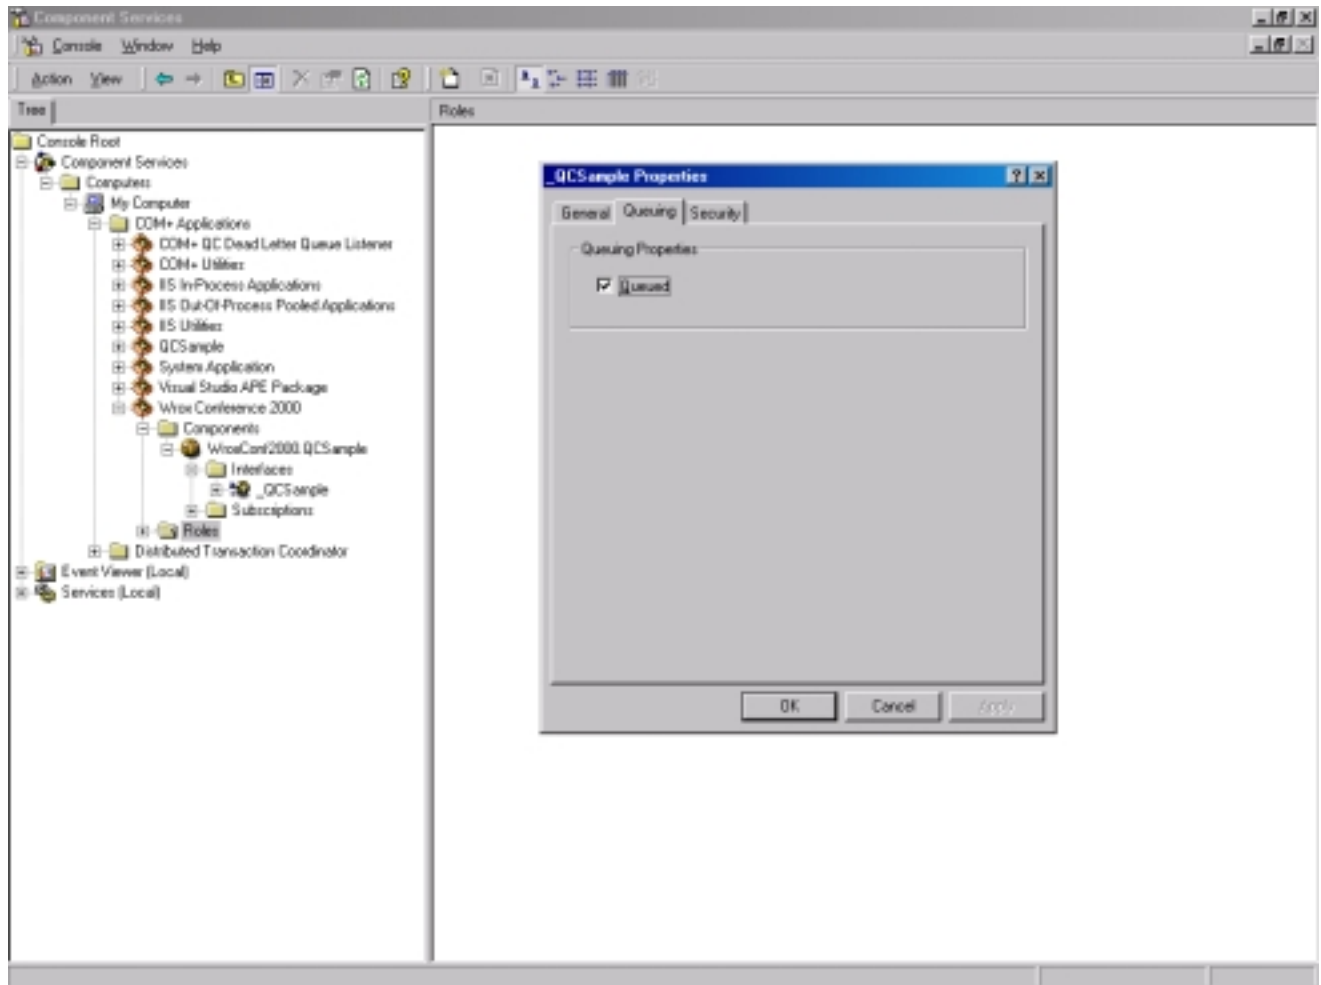 Component Services
Console Window Help
Action View
Tree
Roles
Console Root
Component Services
Computers
My Computer
COM+ Applications
COM+ QC Dead Letter Queue Listener
COM+ Utilities
IIS In-Process Applications
IIS Out-Of-Process Pooled Applications
IIS Utilities
QCSample
System Application
Visual Studio APE Package
Wrox Conference 2000
Components
WroxConf2000.QCSample
Interfaces
_QCSample
Subscriptions
Roles
Distributed Transaction Coordinator
Event Viewer (Local)
Services (Local)
_QCSample Properties
General Queuing Security
Queuing Properties
Queued
OK Cancel Apply